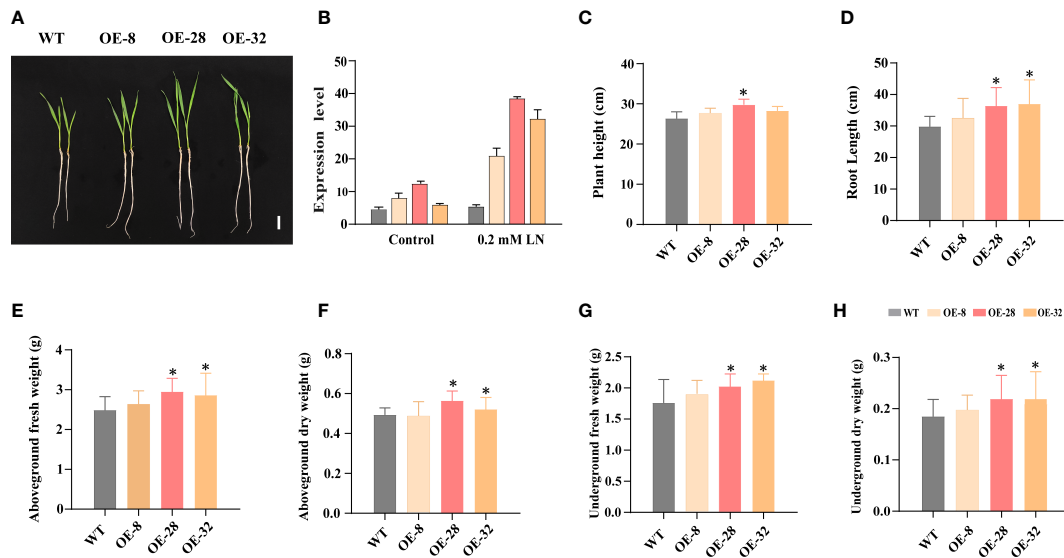 A
WT OE-8 OE-28 OE-32
B
Expression level
50
40
30
20
10
0
Control 0.2 mM LN
C
Plant height (cm)
40
30
20
10
0
*
WT OE-8 OE-28 OE-32
D
Root Length (cm)
50
40
30
20
10
0
* *
WT OE-8 OE-28 OE-32
E
Aboveground fresh weight (g)
4
3
2
1
0
* *
WT OE-8 OE-28 OE-32
F
Aboveground dry weight (g)
0.8
0.6
0.4
0.2
0.0
* *
WT OE-8 OE-28 OE-32
G
Underground fresh weight (g)
2.5
2.0
1.5
1.0
0.5
0.0
* *
WT OE-8 OE-28 OE-32
H
WT OE-8 OE-28 OE-32
Underground dry weight (g)
0.3
0.2
0.1
0.0
* *
WT OE-8 OE-28 OE-32